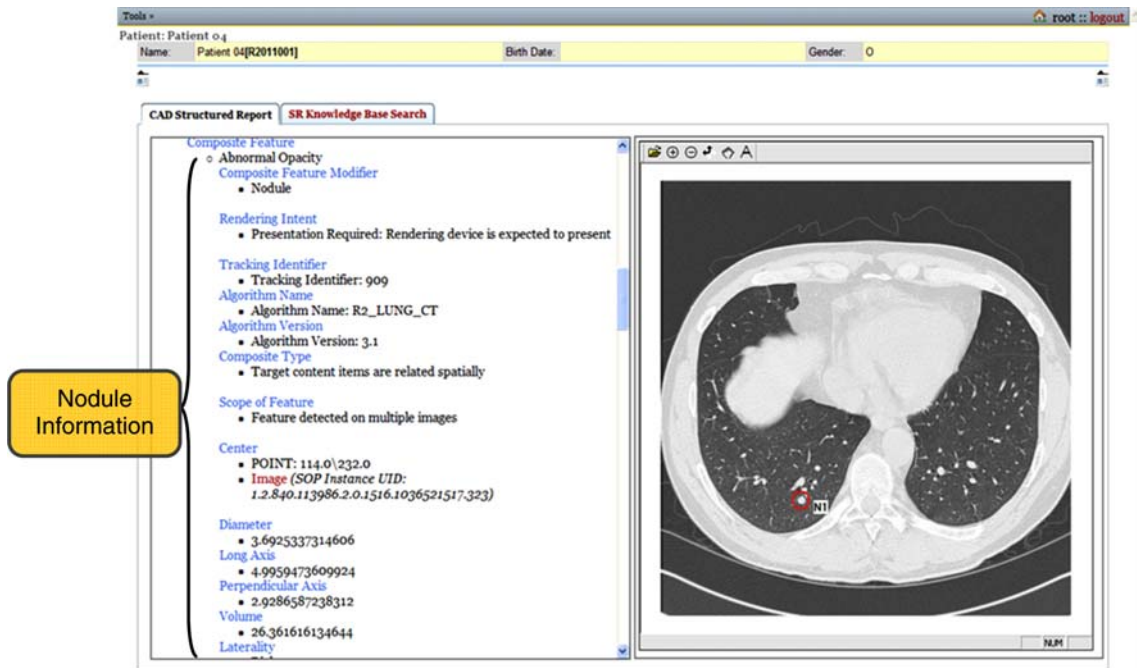 Tools »
root :: logout
Patient: Patient 04
Name: Patient 04[R2011001] Birth Date: Gender: O
CAD Structured Report SR Knowledge Base Search
Composite Feature
Abnormal Opacity
Composite Feature Modifier
Nodule
Rendering Intent
Presentation Required: Rendering device is expected to present
Tracking Identifier
Tracking Identifier: 909
Algorithm Name
Algorithm Name: R2_LUNG_CT
Algorithm Version
Algorithm Version: 3.1
Composite Type
Target content items are related spatially
Scope of Feature
Feature detected on multiple images
Center
POINT: 114.0\232.0
Image (SOP Instance UID:
1.2.840.113986.2.0.1516.1036521517.323)
Diameter
3.6925337314606
Long Axis
4.9959473609924
Perpendicular Axis
2.9286587238312
Volume
26.361616134644
Laterality
Nodule
Information
A
N1
NUM